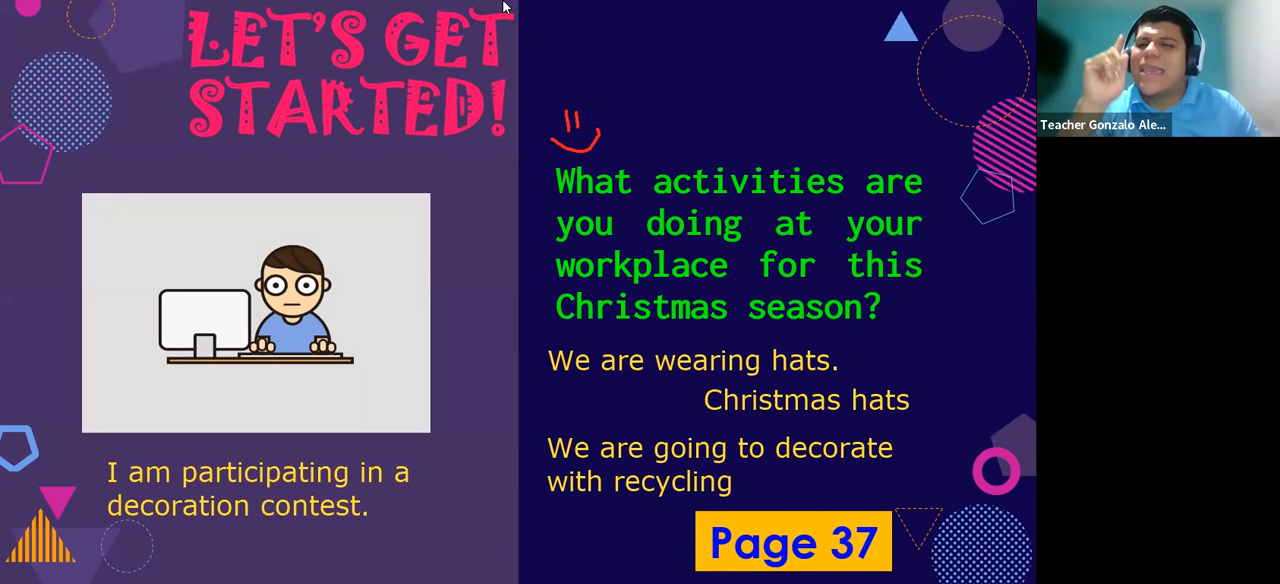 LET'S GET
STARTED!
I am participating in a
decoration contest.
What activities are
you doing at your
workplace for this
Christmas season?
We are wearing hats.
Christmas hats
We are going to decorate
with recycling
Page 37
Teacher Gonzalo Ale...